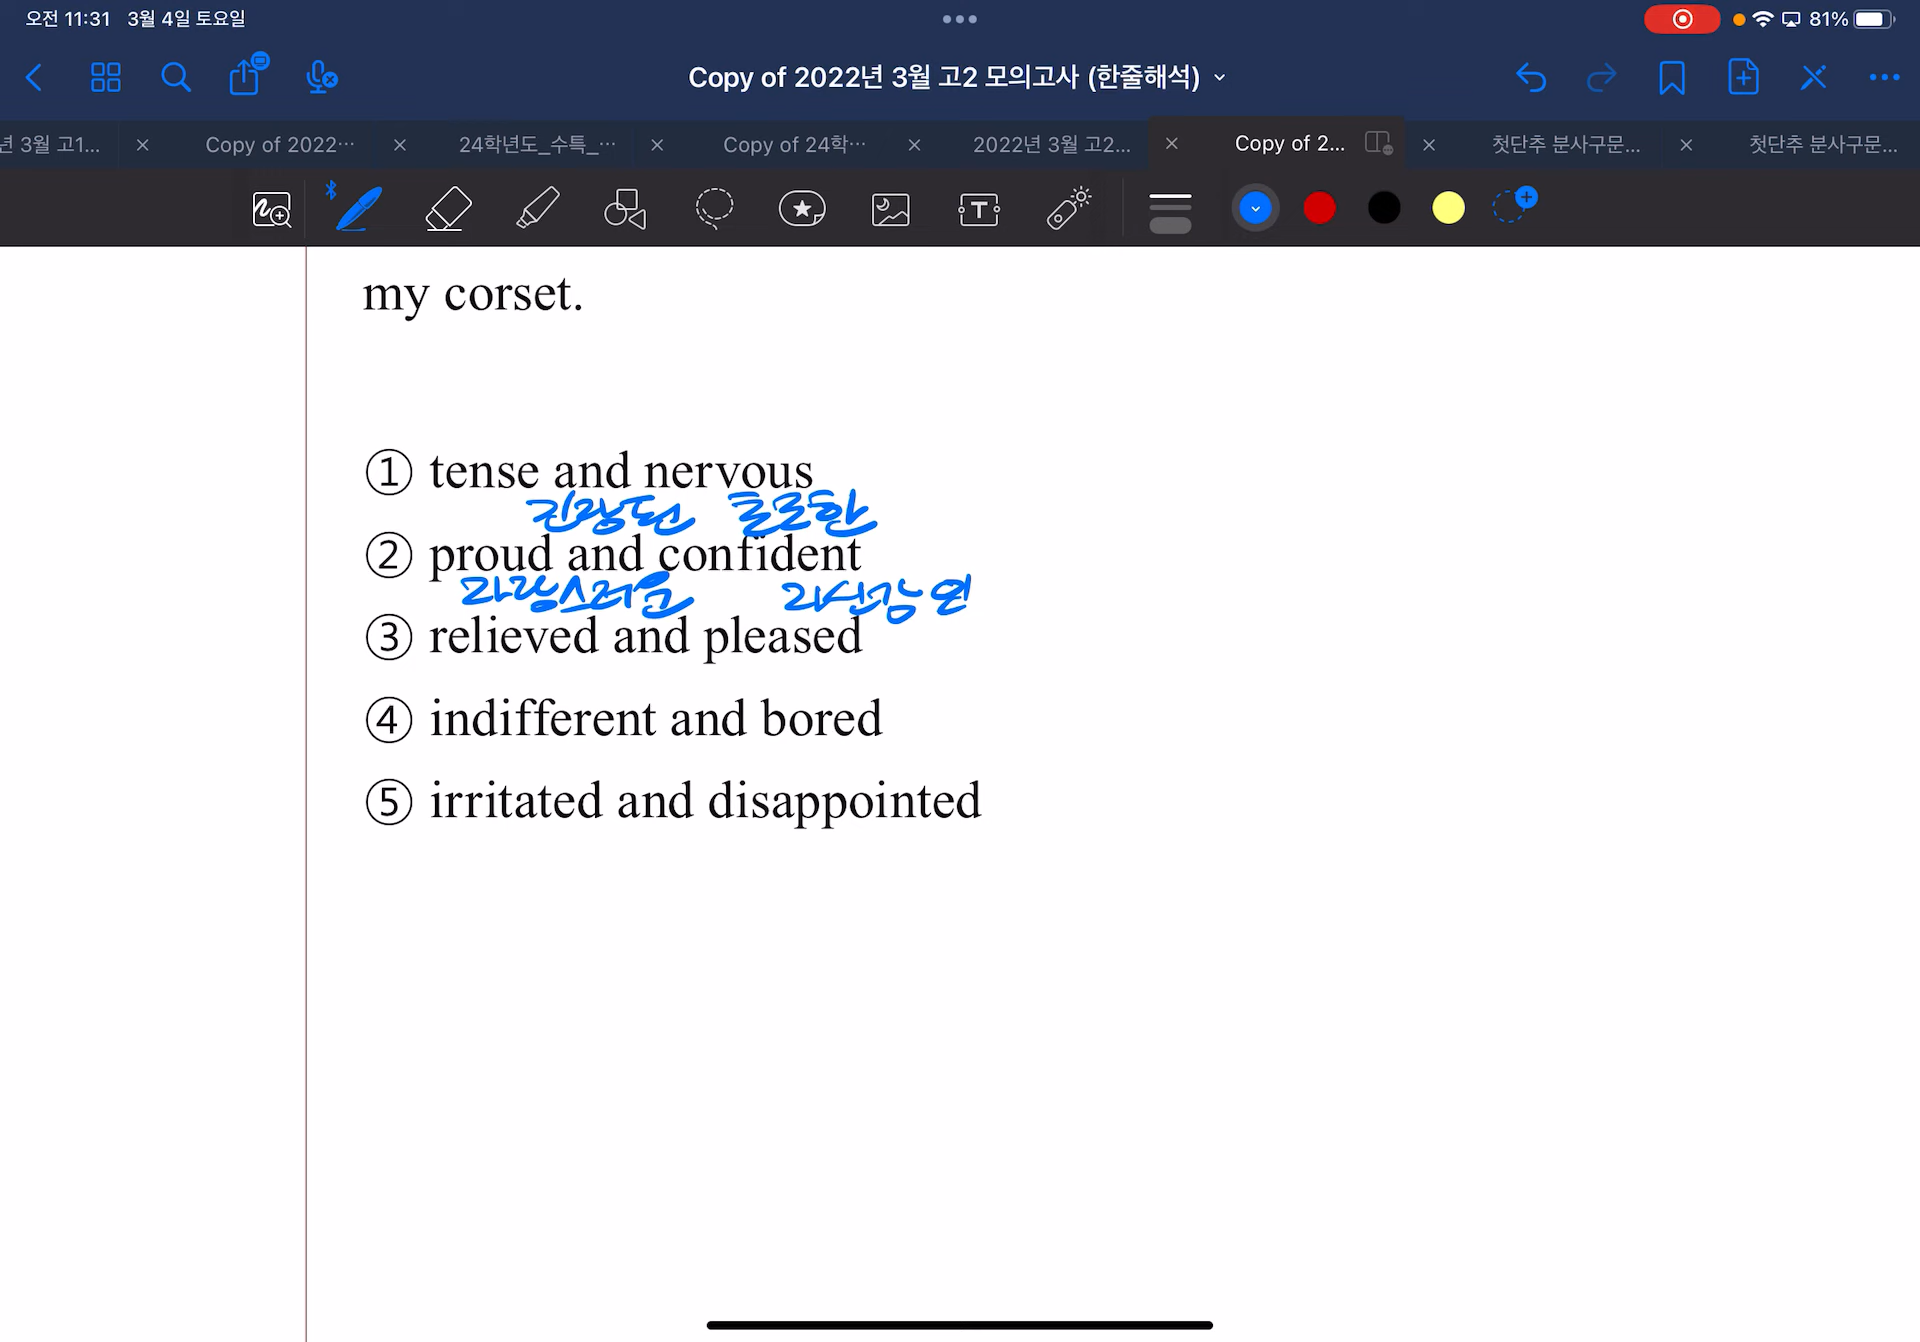 오전 11:31 3월 4일 토요일
81%
Copy of 2022년 3월 고2 모의고사 (한줄해석)
년 3월 고1... Copy of 2022... 24학년도_수특_... Copy of 24학... 2022년 3월 고2... Copy of 2... 첫단추 분사구문... 첫단추 분사구문...
my corset.
① tense and nervous
긴장된 초조한
② proud and confident
자랑스러운 자신감 있
③ relieved and pleased
④ indifferent and bored
⑤ irritated and disappointed